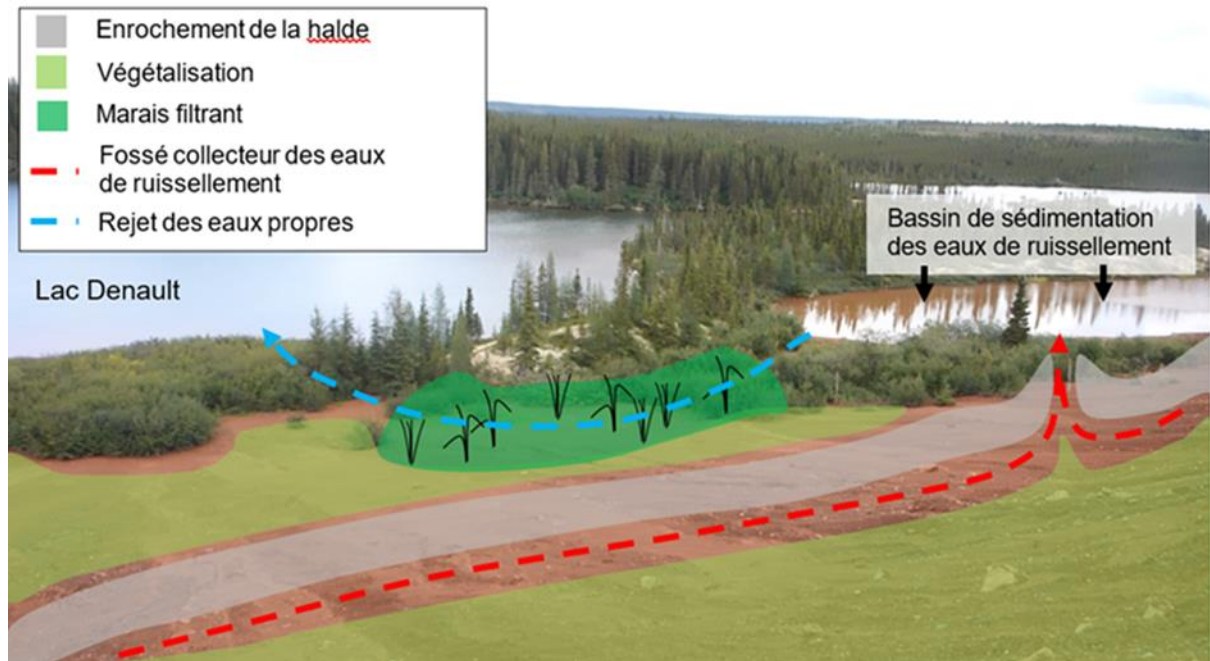 Enrochement de la halde
Végétalisation
Marais filtrant
Fossé collecteur des eaux
de ruissellement
Rejet des eaux propres
Bassin de sédimentation
des eaux de ruissellement
Lac Denault